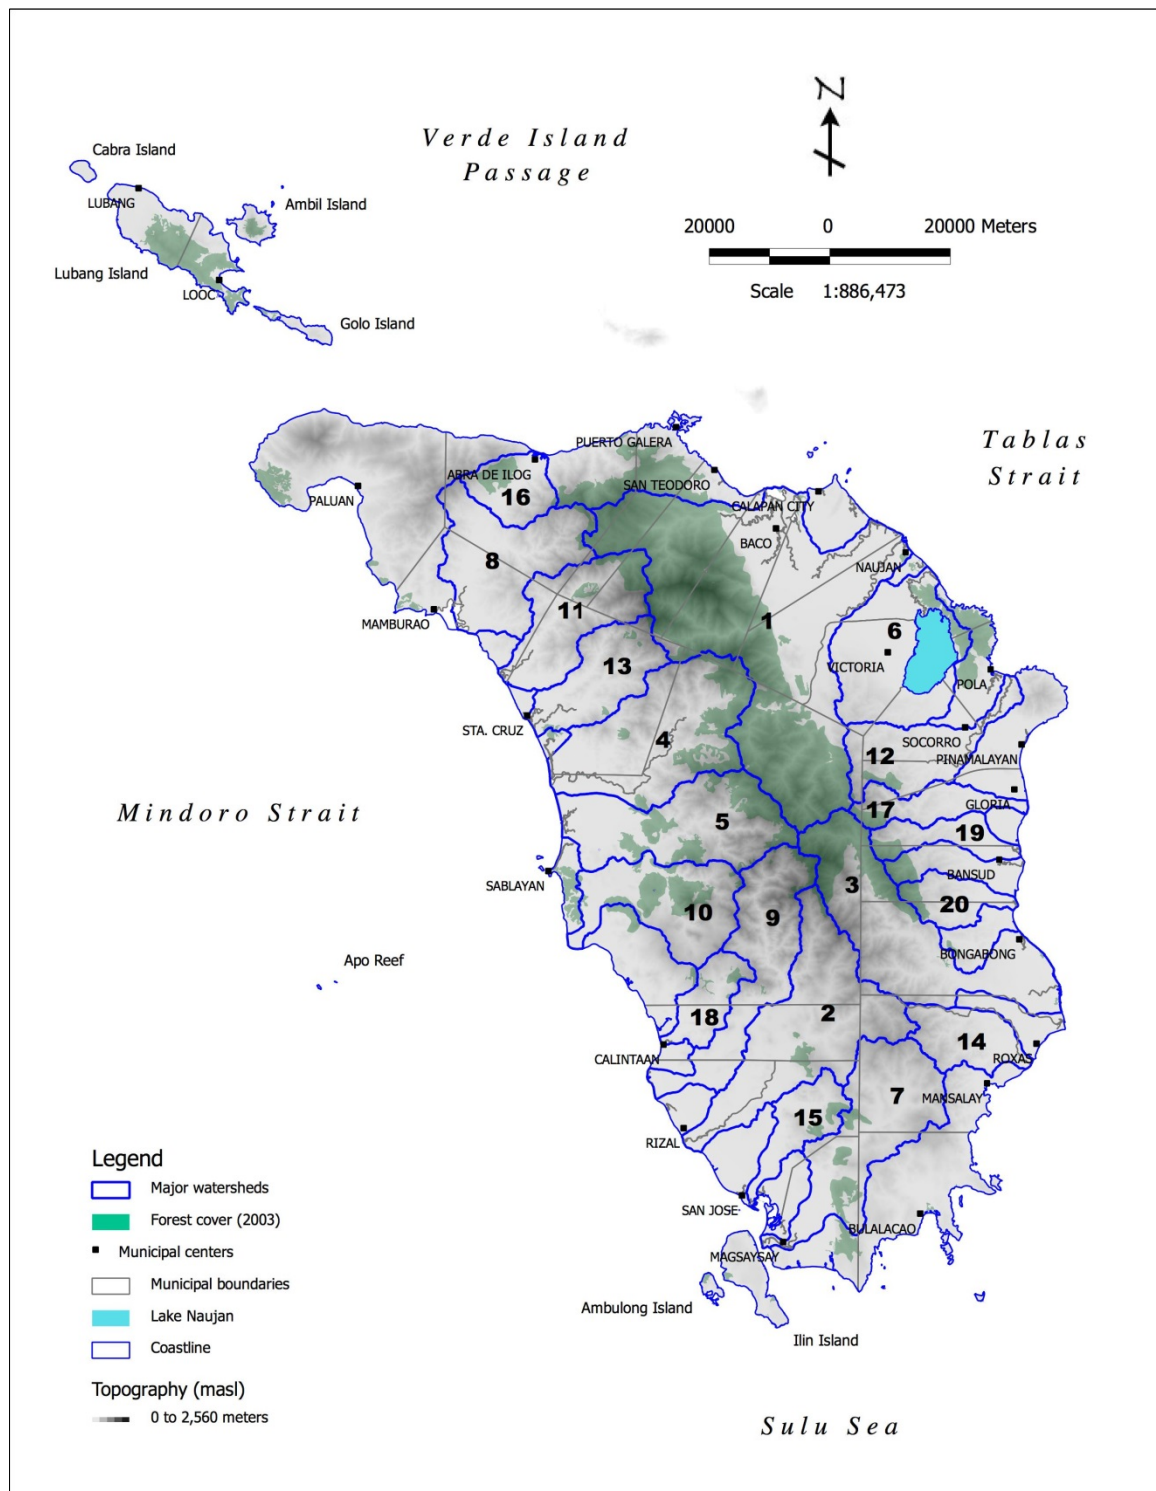 Verde Island
Passage
Cabra Island
LUBANG
Ambil Island
Lubang Island
LOOC
Golo Island
N
20000
0
20000 Meters
Scale 1:886,473
Tablas
Strait
PUERTO GALERA
ABRA DE ILOG
SAN TEODORO
PALUAN
16
CALAPAN CITY
BACO
8
NAUJAN
11
MAMBURAO
1
6
VICTORIA
13
POLA
STA. CRUZ
4
SOCORRO
12
PINAMALAYAN
Mindoro Strait
GLORIA
17
5
19
SABLAYAN
BANSUD
3
20
10
9
BONGABONG
Apo Reef
2
18
14
CALINTAAN
ROXAS
7
MANSALAY
15
RIZAL
SAN JOSE
BULALACAO
MAGSAYSAY
Ambulong Island
Ilin Island
Legend
Major watersheds
Forest cover (2003)
Municipal centers
Municipal boundaries
Lake Naujan
Coastline
Topography (masl)
0 to 2,560 meters
Sulu Sea